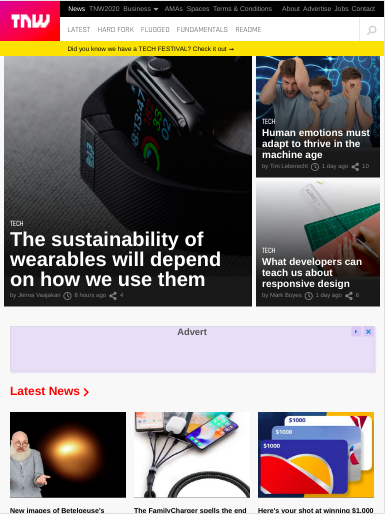 TNW
News TNW2020 Business AMAs Spaces Terms & Conditions About Advertise Jobs Contact
LATEST HARD FORK PLUGGED FUNDAMENTALS README
Did you know we have a TECH FESTIVAL? Check it out →
TECH
The sustainability of
wearables will depend
on how we use them
by Jerina Vaajakari 8 hours ago 4
TECH
Human emotions must
adapt to thrive in the
machine age
by Tim Leberecht 1 day ago 10
TECH
What developers can
teach us about
responsive design
by Mark Boyes 1 day ago 6
Advert
Latest News
$1000
$1000
$1000
New images of Betelgeuse's
The FamilyCharger spells the end
Here's your shot at winning $1,000